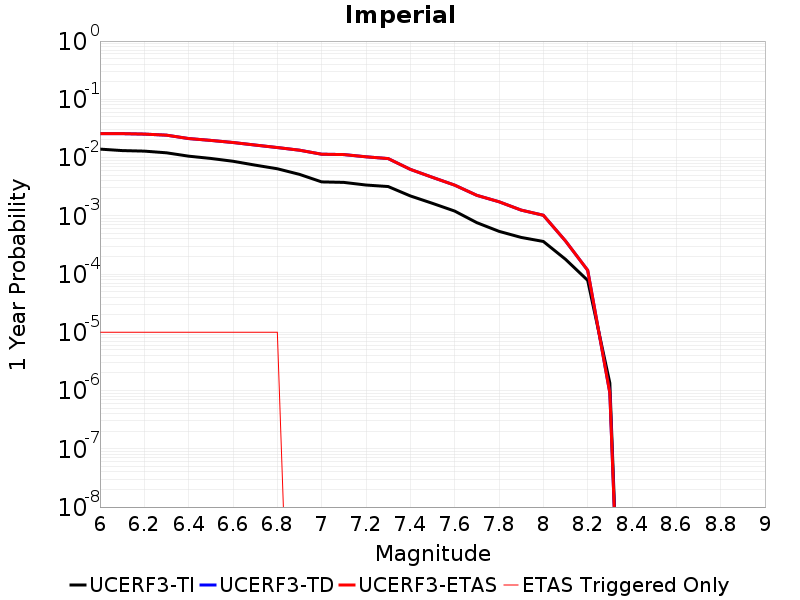 Imperial
1 Year Probability
10^0
10^-1
10^-2
10^-3
10^-4
10^-5
10^-6
10^-7
10^-8
6 6.2 6.4 6.6 6.8 7 7.2 7.4 7.6 7.8 8 8.2 8.4 8.6 8.8 9
Magnitude
UCERF3-TI UCERF3-TD UCERF3-ETAS ETAS Triggered Only